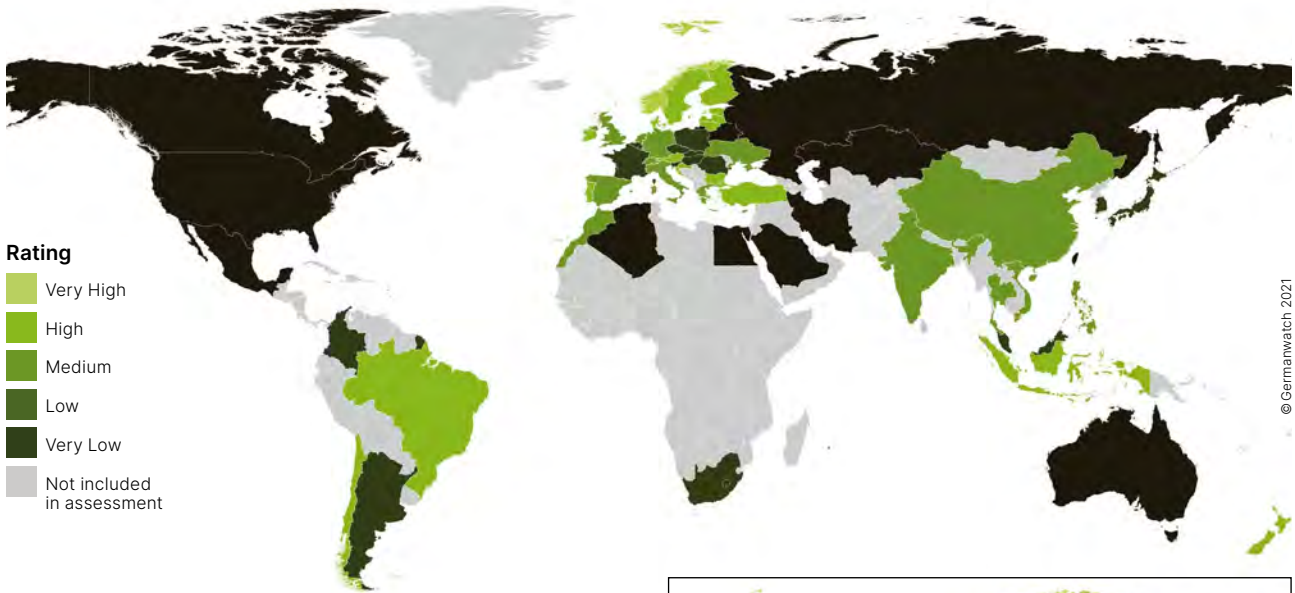 Rating
Very High
High
Medium
Low
Very Low
Not included
in assessment
©Germanwatch 2021